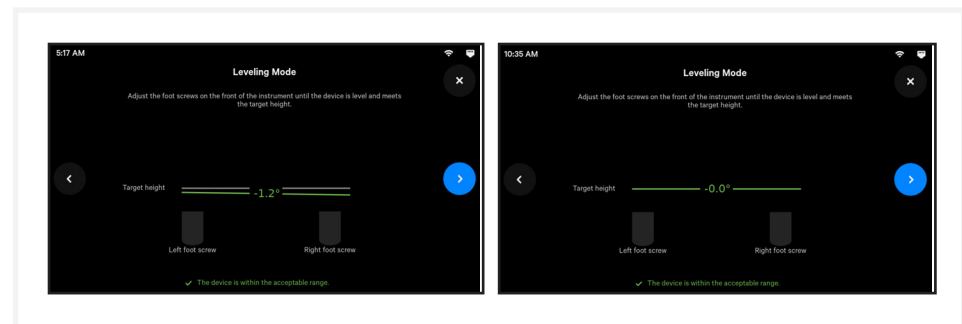 5:17 AM
Leveling Mode
Adjust the foot screws on the front of the instrument until the device is level and meets
the target height.
Target height
-1.2°
Left foot screw
Right foot screw
The device is within the acceptable range.
10:35 AM
Leveling Mode
Adjust the foot screws on the front of the instrument until the device is level and meets
the target height.
Target height
-0.0°
Left foot screw
Right foot screw
The device is within the acceptable range.